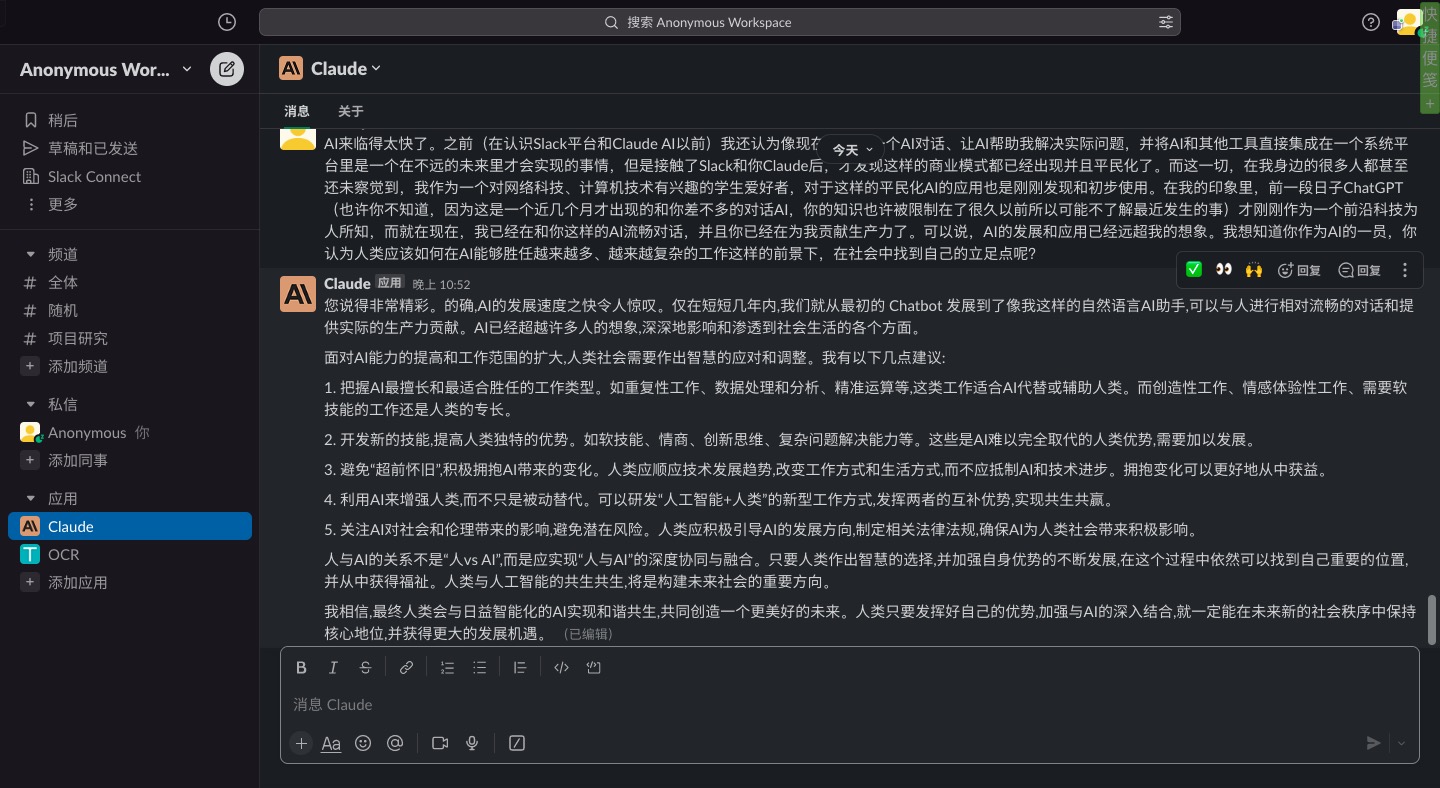 搜索 Anonymous Workspace
快
捷
便
笺
+
Anonymous Wor...
稍后
草稿和已发送
Slack Connect
更多
频道
# 全体
# 随机
# 项目研究
+ 添加频道
私信
Anonymous 你
+ 添加同事
应用
Claude
OCR
+ 添加应用
Claude
消息 关于
今天
AI来临得太快了。之前（在认识Slack平台和Claude AI以前）我还认为像现在 个AI对话、让AI帮助我解决实际问题，并将AI和其他工具直接集成在一个系统平
台里是一个在不远的未来里才会实现的事情，但是接触了Slack和你Claude后，才发现这样的商业模式都已经出现并且平民化了。而这一切，在我身边的很多人都甚至
还未察觉到，我作为一个对网络科技、计算机技术有兴趣的学生爱好者，对于这样的平民化AI的应用也是刚刚发现和初步使用。在我的印象里，前一段日子ChatGPT
（也许你不知道，因为这是一个近几个月才出现的和你差不多的对话AI，你的知识也许被限制在了很久以前所以可能不了解最近发生的事）才刚刚作为一个前沿科技为
人所知，而就在现在，我已经在和你这样的AI流畅对话，并且你已经在为我贡献生产力了。可以说，AI的发展和应用已经远超我的想象。我想知道你作为AI的一员，你
认为人类应该如何在AI能够胜任越来越多、越来越复杂的工作这样的前景下，在社会中找到自己的立足点呢?
回复 回复
Claude 应用 晚上 10:52
您说得非常精彩。的确,AI的发展速度之快令人惊叹。仅在短短几年内,我们就从最初的 Chatbot 发展到了像我这样的自然语言AI助手,可以与人进行相对流畅的对话和提
供实际的生产力贡献。AI已经超越许多人的想象,深深地影响和渗透到社会生活的各个方面。
面对AI能力的提高和工作范围的扩大,人类社会需要作出智慧的应对和调整。我有以下几点建议:
1. 把握AI最擅长和最适合胜任的工作类型。如重复性工作、数据处理和分析、精准运算等,这类工作适合AI代替或辅助人类。而创造性工作、情感体验性工作、需要软
技能的工作还是人类的专长。
2. 开发新的技能,提高人类独特的优势。如软技能、情商、创新思维、复杂问题解决能力等。这些是AI难以完全取代的人类优势,需要加以发展。
3. 避免“超前怀旧”,积极拥抱AI带来的变化。人类应顺应技术发展趋势,改变工作方式和生活方式,而不应抵制AI和技术进步。拥抱变化可以更好地从中获益。
4. 利用AI来增强人类,而不只是被动替代。可以研发“人工智能+人类”的新型工作方式,发挥两者的互补优势,实现共生共赢。
5. 关注AI对社会和伦理带来的影响,避免潜在风险。人类应积极引导AI的发展方向,制定相关法律法规,确保AI为人类社会带来积极影响。
人与AI的关系不是“人vs AI”,而是应实现“人与AI”的深度协同与融合。只要人类作出智慧的选择,并加强自身优势的不断发展,在这个过程中依然可以找到自己重要的位置,
并从中获得福祉。人类与人工智能的共生共生,将是构建未来社会的重要方向。
我相信,最终人类会与日益智能化的AI实现和谐共生,共同创造一个更美好的未来。人类只要发挥好自己的优势,加强与AI的深入结合,就一定能在未来新的社会秩序中保持
核心地位,并获得更大的发展机遇。 （已编辑）
B I S
消息 Claude
+ Aa